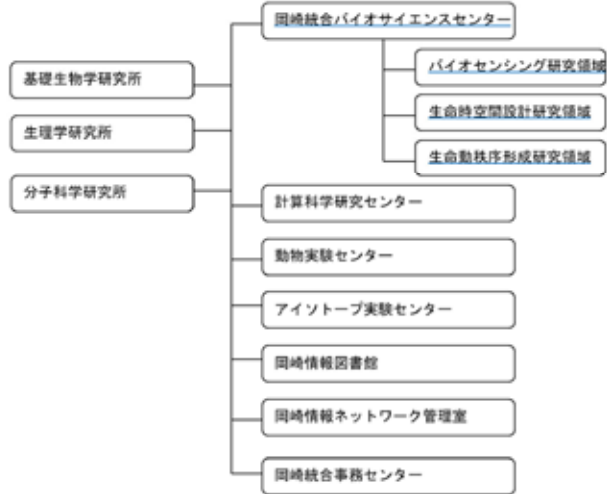 岡崎統合バイオサイエンスセンター
バイオセンシング研究領域
生命時空間設計研究領域
生命動秩序形成研究領域
基礎生物学研究所
生理学研究所
分子科学研究所
計算科学研究センター
動物実験センター
アイソトープ実験センター
岡崎情報図書館
岡崎情報ネットワーク管理室
岡崎統合事務センター